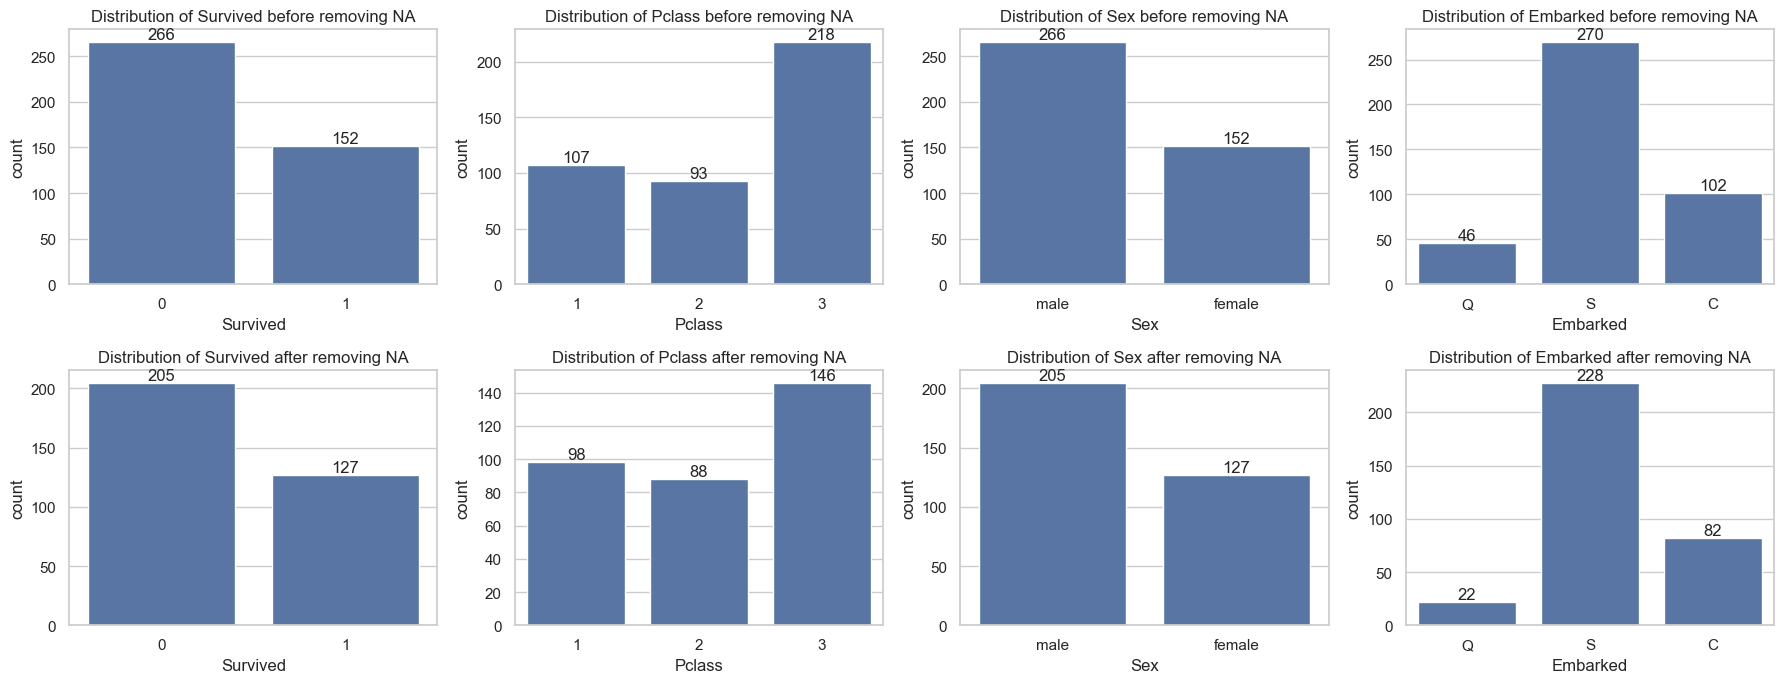 Distribution of Survived before removing NA
266
250
200
150
100
50
0
count
152
0
1
Survived
Distribution of Pclass before removing NA
218
200
150
100
50
0
count
107
93
1
2
3
Pclass
Distribution of Sex before removing NA
266
250
200
150
100
50
0
count
152
male
female
Sex
Distribution of Embarked before removing NA
270
250
200
150
100
50
0
count
102
46
Q
S
C
Embarked
Distribution of Survived after removing NA
205
200
150
100
50
0
count
127
0
1
Survived
Distribution of Pclass after removing NA
146
140
120
100
80
60
40
20
0
count
98
88
1
2
3
Pclass
Distribution of Sex after removing NA
205
200
150
100
50
0
count
127
male
female
Sex
Distribution of Embarked after removing NA
228
200
150
100
50
0
count
82
22
Q
S
C
Embarked